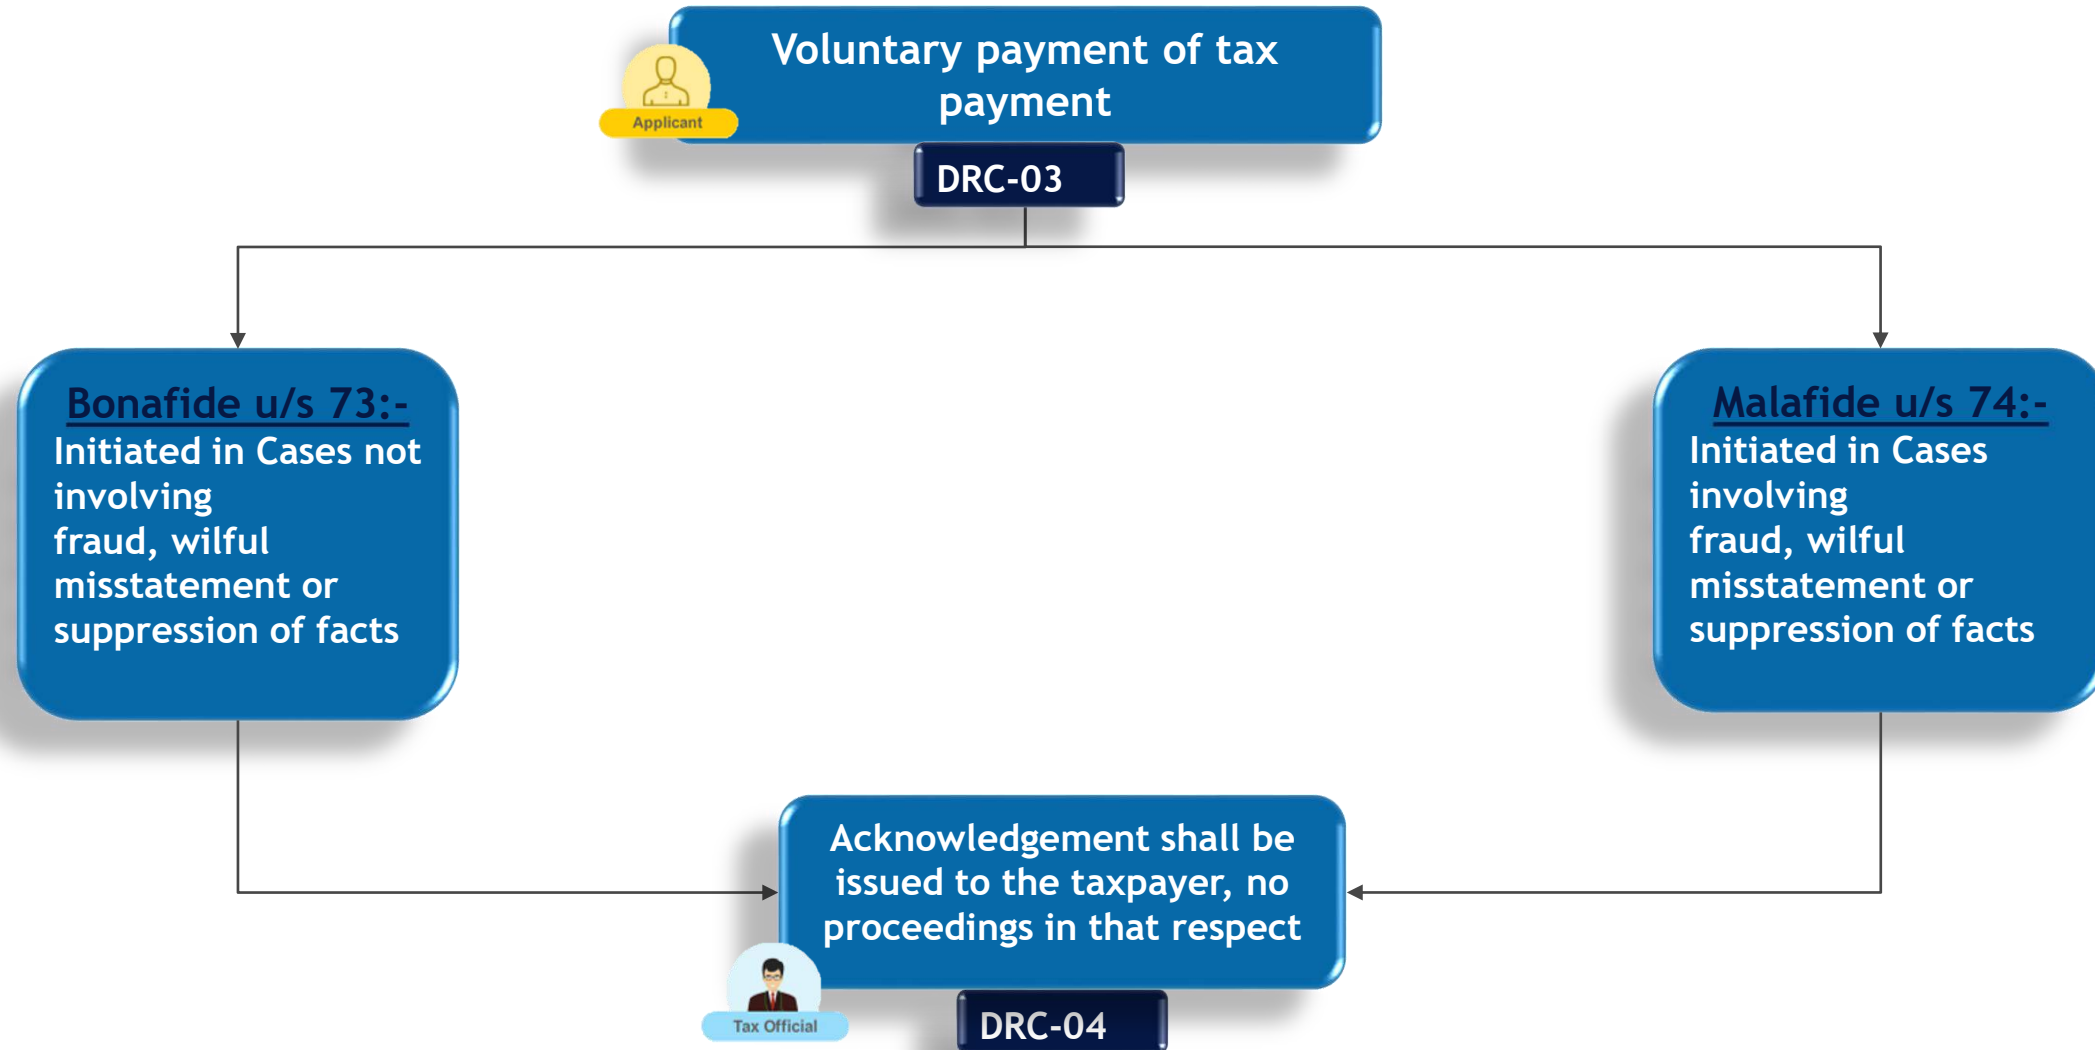 Voluntary payment of tax
payment
Applicant
DRC-03
Bonafide u/s 73:-
Initiated in Cases not
involving
fraud, wilful
misstatement or
suppression of facts
Malafide u/s 74:-
Initiated in Cases
involving
fraud, wilful
misstatement or
suppression of facts
Acknowledgement shall be
issued to the taxpayer, no
proceedings in that respect
Tax Official
DRC-04